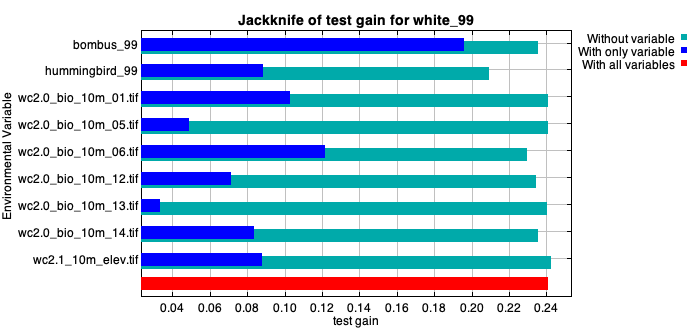 Jackknife of test gain for white_99
Without variable
With only variable
With all variables
Environmental Variable
bombus_99
hummingbird_99
wc2.0_bio_10m_01.tif
wc2.0_bio_10m_05.tif
wc2.0_bio_10m_06.tif
wc2.0_bio_10m_12.tif
wc2.0_bio_10m_13.tif
wc2.0_bio_10m_14.tif
wc2.1_10m_elev.tif
0.04 0.06 0.08 0.10 0.12 0.14 0.16 0.18 0.20 0.22 0.24
test gain